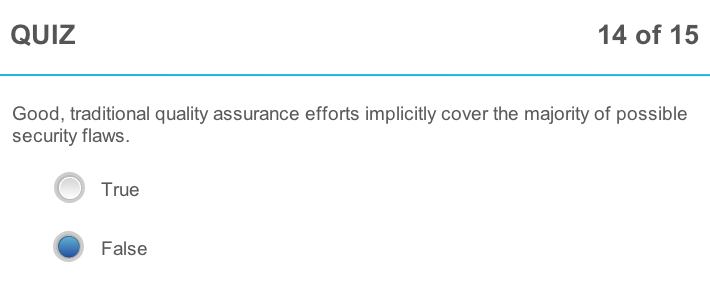 QUIZ
14 of 15
Good, traditional quality assurance efforts implicitly cover the majority of possible
security flaws.
True
False